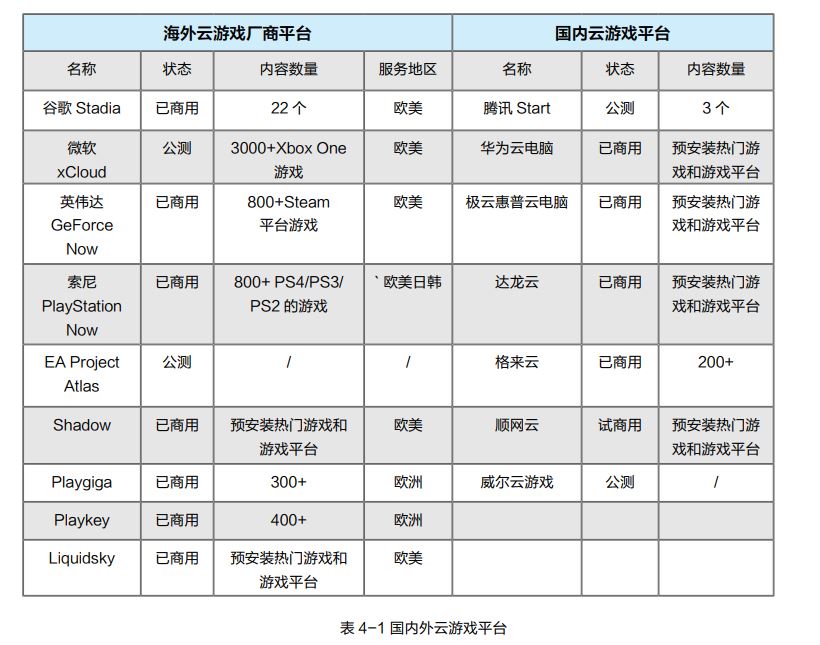 海外云游戏厂商平台 国内云游戏平台
名称 状态 内容数量 服务地区 名称 状态 内容数量
谷歌 Stadia 已商用 22 个 欧美 腾讯 Start 公测 3 个
微软 公测 3000+Xbox One 欧美 华为云电脑 已商用 预安装热门游
xCloud 游戏 戏和游戏平台
英伟达 已商用 800+Steam 欧美 极云惠普云电脑 已商用 预安装热门游
GeForce 平台游戏 戏和游戏平台
Now
索尼 已商用 800+ PS4/PS3/ ` 欧美日韩 达龙云 已商用 预安装热门游
PlayStation PS2 的游戏 戏和游戏平台
Now
EA Project 公测 / / 格来云 已商用 200+
Atlas
Shadow 已商用 预安装热门游戏和 欧美 顺网云 试商用 预安装热门游
游戏平台 戏和游戏平台
Playgiga 已商用 300+ 欧洲 威尔云游戏 公测 /
Playkey 已商用 400+ 欧洲
Liquidsky 已商用 预安装热门游戏和 欧美
游戏平台
表 4-1 国内外云游戏平台